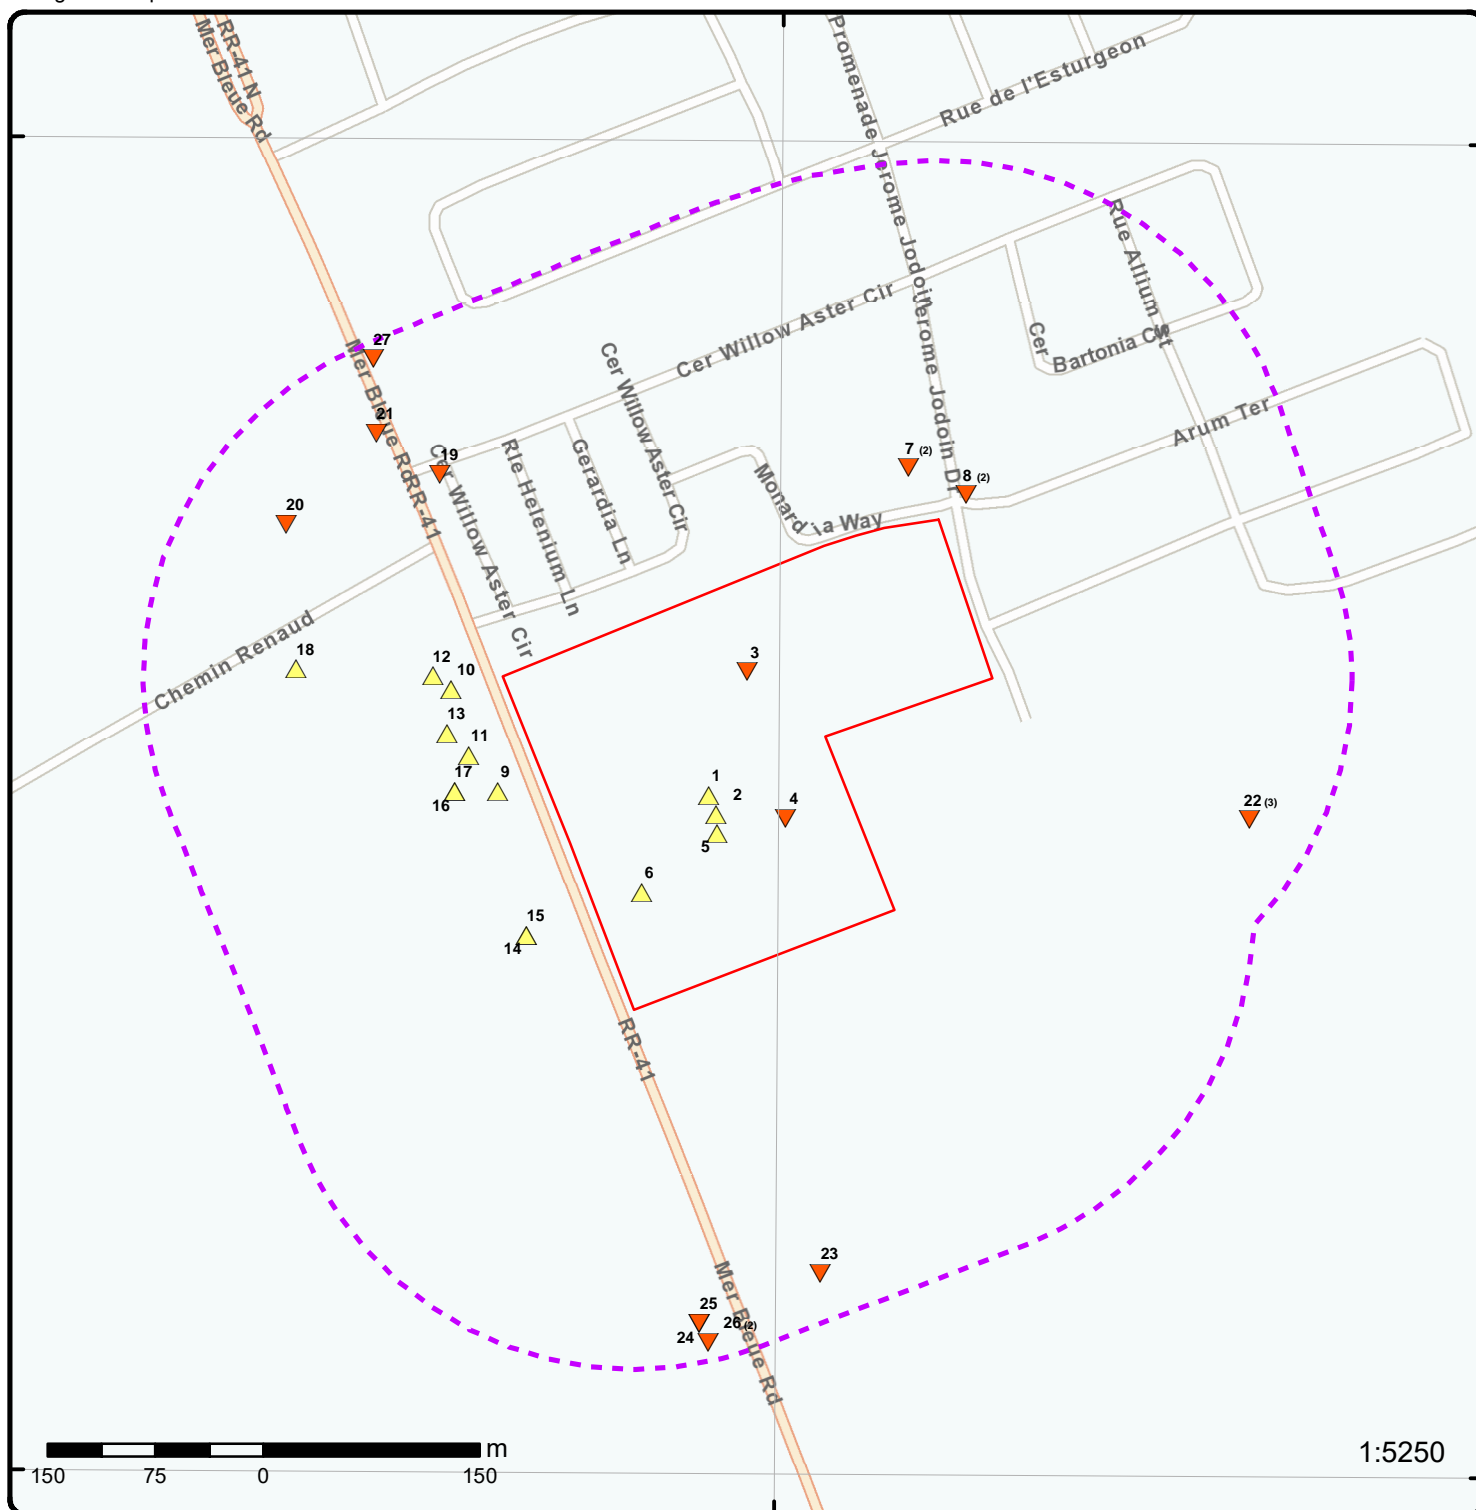 RR-41 N
Mer Bleue Rd
Promenade Jerome Jodoin
Rue de l'Esturgeon
Rue Allium St
Cer Willow Aster Cir
Cer
Bartonia Cir
Jerome Jodoin Dr
27
Mer Bleue Rd
21
Cer Willow Aster Cir
Arum Ter
19
Cer Willow Aster Cir
Rle Helenium Ln
Gerardia Ln
7 (2)
8 (2)
Monardia Way
RR-41
20
Chemin Renaud
18
12
10
3
13
11
17
9
16
1
2
4
22 (3)
5
6
15
14
RR-41
23
Mer Bleue Rd
25
26 (2)
24
m
150
75
0
150
1:5250